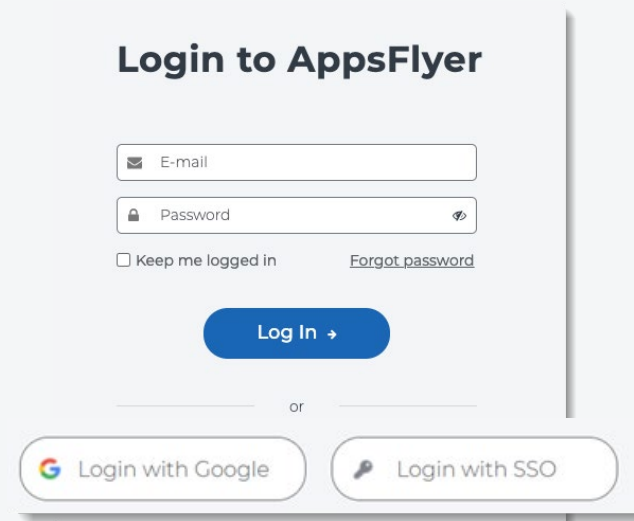 Login to AppsFlyer
E-mail
Password
Keep me logged in Forgot password
Log In →
or
Login with Google Login with SSO